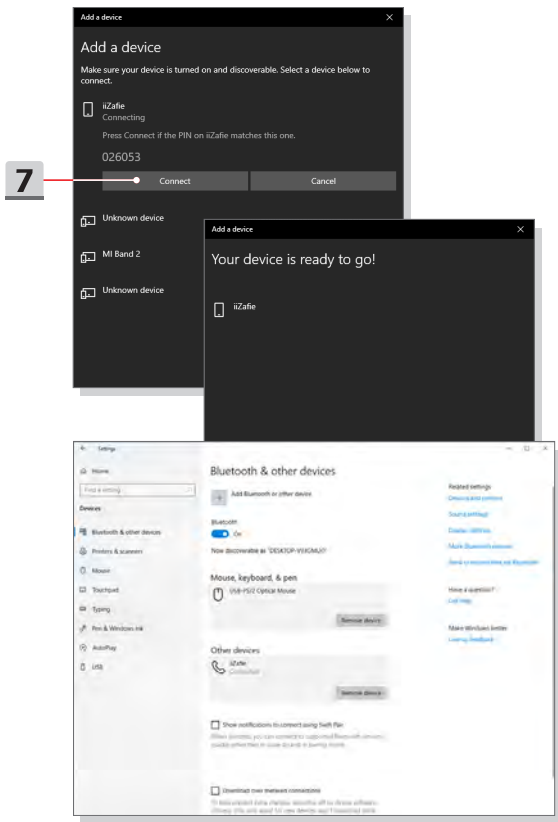 Add a device
Add a device
Make sure your device is turned on and discoverable. Select a device below to
connect.
iiZafie
Connecting
Press Connect if the PIN on iiZafie matches this one.
026053
7
Connect
Cancel
Unknown device
MI Band 2
Unknown device
Add a device
Your device is ready to go!
iiZafie
Settings
Home
Find a setting
Devices
Bluetooth & other devices
Printers & scanners
Mouse
Touchpad
Typing
Pen & Windows Ink
AutoPlay
USB
Bluetooth & other devices
Add Bluetooth or other device
Bluetooth
On
Now discoverable as
Mouse, keyboard, & pen
USB-PS/2 Optical Mouse
Remove device
Other devices
iiZafie
Connected
Remove device
Show notifications to connect using Swift Pair
Download over metered connections
Related settings
Devices and printers
Sound settings
Display settings
More Bluetooth options
Send or receive files via Bluetooth
Have a question?
Get help
Make Windows better
Give us feedback